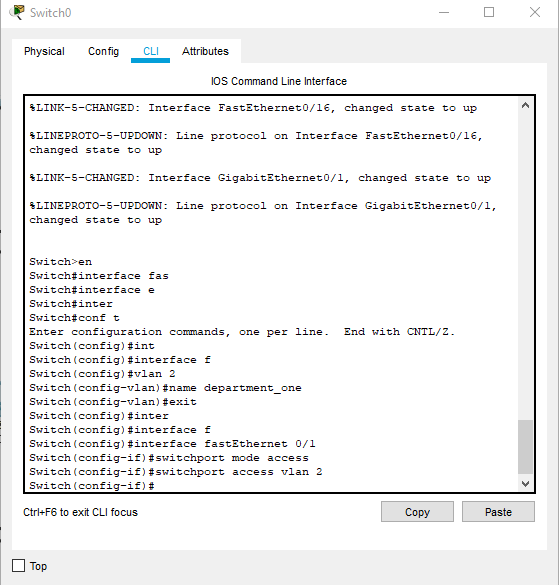 Switch0
Physical Config CLI Attributes
IOS Command Line Interface
%LINK-5-CHANGED: Interface FastEthernet0/16, changed state to up
%LINEPROTO-5-UPDOWN: Line protocol on Interface FastEthernet0/16,
changed state to up
%LINK-5-CHANGED: Interface GigabitEthernet0/1, changed state to up
%LINEPROTO-5-UPDOWN: Line protocol on Interface GigabitEthernet0/1,
changed state to up
Switch>en
Switch#interface fas
Switch#interface e
Switch#inter
Switch#conf t
Enter configuration commands, one per line.  End with CNTL/Z.
Switch(config)#int
Switch(config)#interface f
Switch(config)#vlan 2
Switch(config-vlan)#name department_one
Switch(config-vlan)#exit
Switch(config)#inter
Switch(config)#interface f
Switch(config)#interface fastEthernet 0/1
Switch(config-if)#switchport mode access
Switch(config-if)#switchport access vlan 2
Switch(config-if)#
Ctrl+F6 to exit CLI focus
Copy
Paste
Top